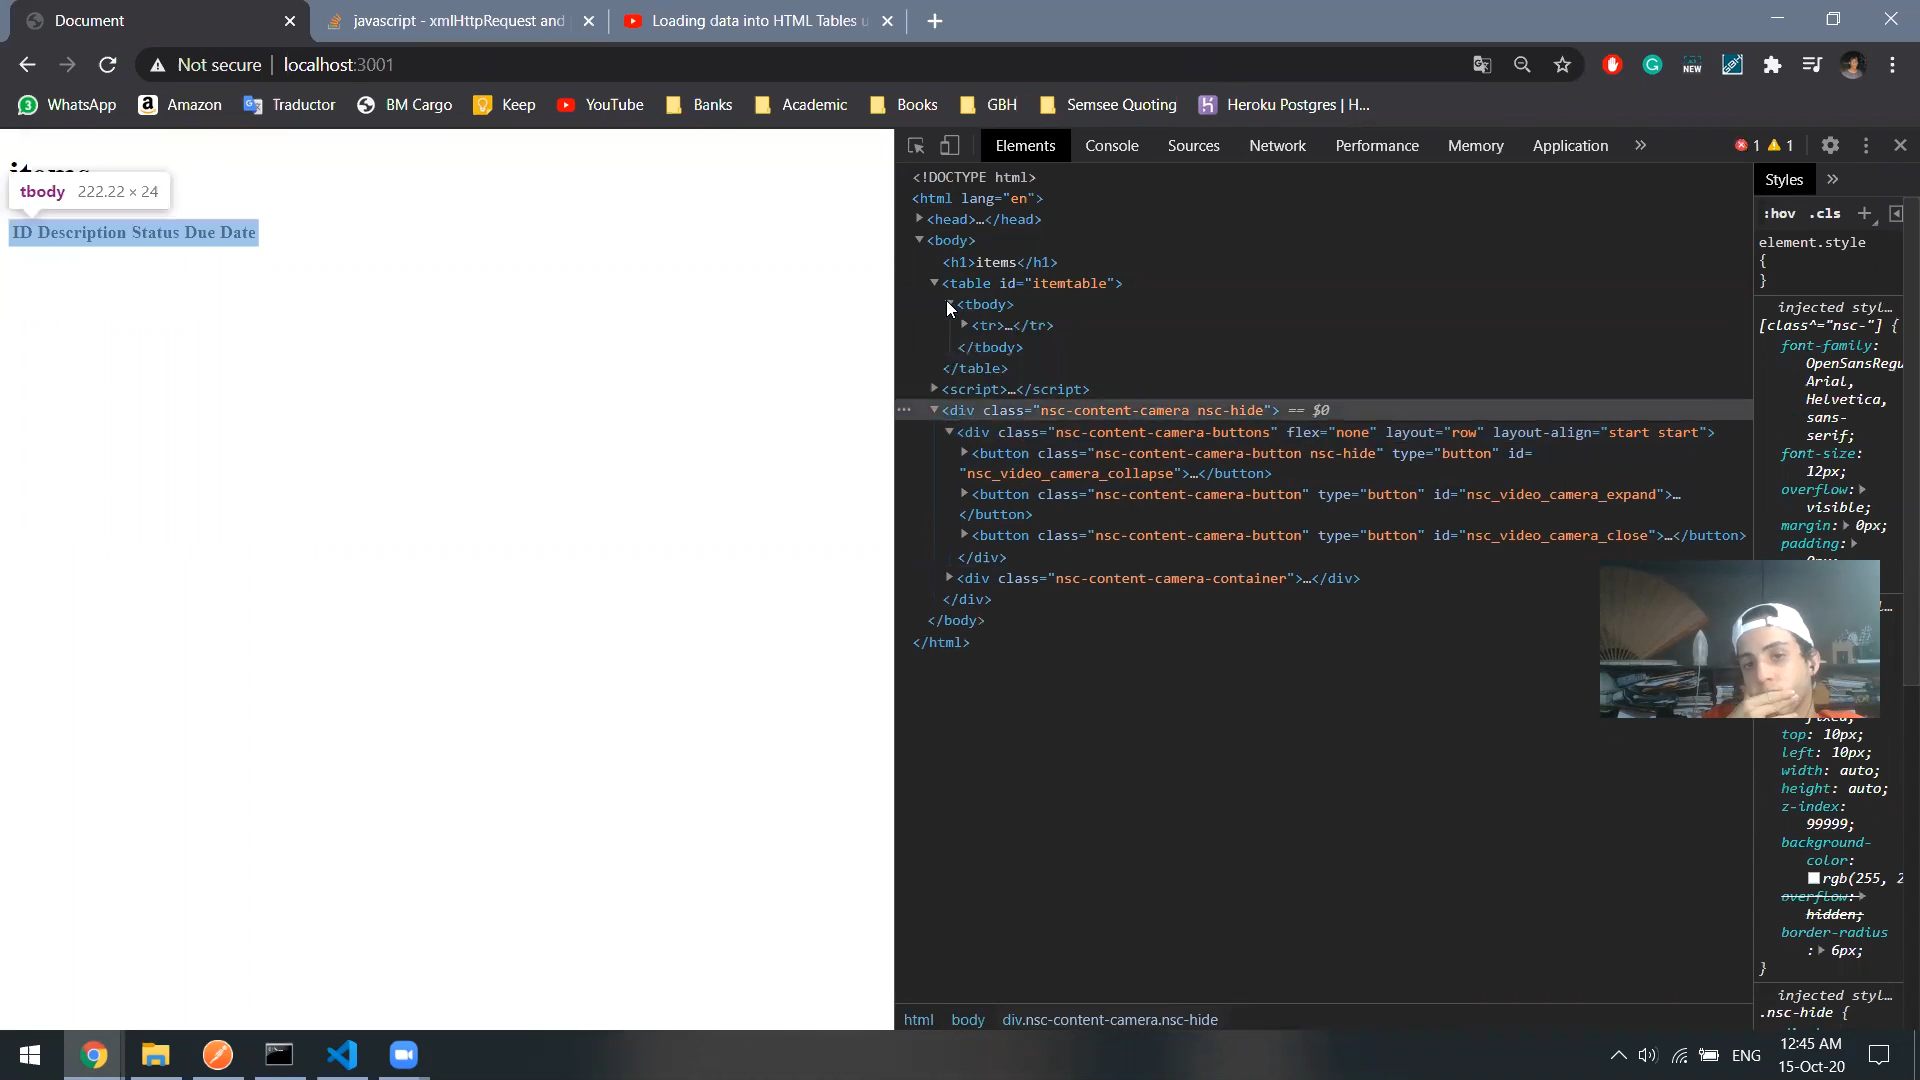 Document
javascript - xmlHttpRequest and
Loading data into HTML Tables u
Not secure
localhost:3001
NEW
3 WhatsApp
Amazon
Traductor
BM Cargo
Keep
YouTube
Banks
Academic
Books
GBH
Semsee Quoting
Heroku Postgres | H...
items
tbody 222.22 × 24
ID Description Status Due Date
Elements
Console
Sources
Network
Performance
Memory
Application
»
1
1
<!DOCTYPE html>
<html lang="en">
<head>…</head>
<body>
<h1>items</h1>
<table id="itemtable">
<tbody>
<tr>…</tr>
</tbody>
</table>
<script>…</script>
<div class="nsc-content-camera nsc-hide"> == $0
<div class="nsc-content-camera-buttons" flex="none" layout="row" layout-align="start start">
<button class="nsc-content-camera-button nsc-hide" type="button" id=
"nsc_video_camera_collapse">…</button>
<button class="nsc-content-camera-button" type="button" id="nsc_video_camera_expand">…
</button>
<button class="nsc-content-camera-button" type="button" id="nsc_video_camera_close">…</button>
</div>
<div class="nsc-content-camera-container">…</div>
</div>
</body>
</html>
html
body
div.nsc-content-camera.nsc-hide
Styles
»
:hov .cls
element.style
{
}
injected styl…
[class^="nsc-"] {
font-family:
OpenSansRegu
Arial,
Helvetica,
sans-
serif;
font-size:
12px;
overflow:
visible;
margin: 0px;
padding:
top: 10px;
left: 10px;
width: auto;
height: auto;
z-index:
99999;
background-
color:
rgb(255, 2
overflow:
hidden;
border-radius
: 6px;
}
injected styl…
.nsc-hide {
ENG
12:45 AM
15-Oct-20